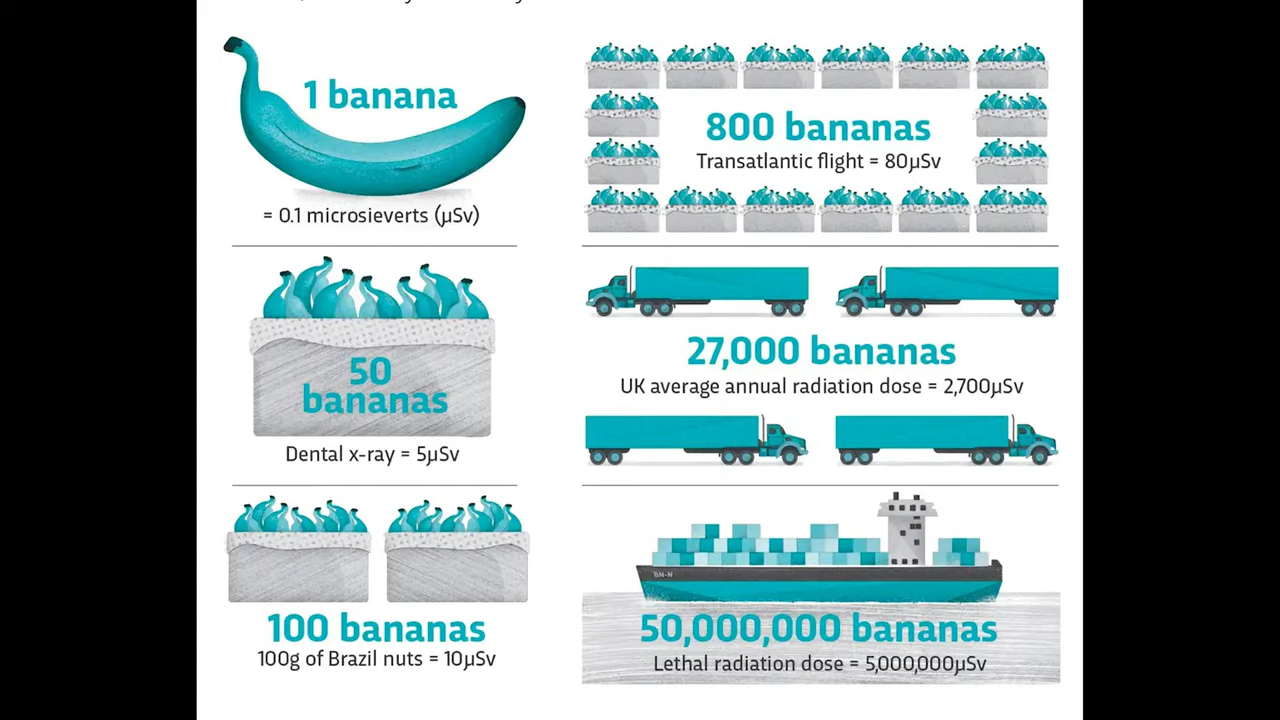 1 banana
= 0.1 microsieverts (µSv)
50
bananas
Dental x-ray = 5µSv
100 bananas
100g of Brazil nuts = 10µSv
800 bananas
Transatlantic flight = 80µSv
27,000 bananas
UK average annual radiation dose = 2,700µSv
BN-N
50,000,000 bananas
Lethal radiation dose = 5,000,000µSv